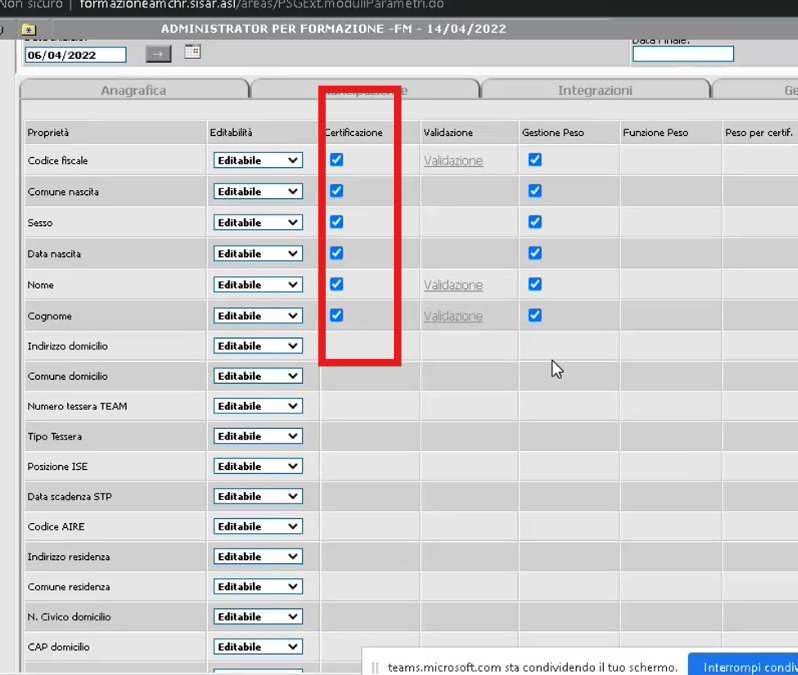 Non sicuro | formazioneamchr.sisar.asl/areas/PSGExt.moduliParametri.do
ADMINISTRATOR PER FORMAZIONE -FM - 14/04/2022
Data Finale:
06/04/2022
Anagrafica Integrazioni Ge
Proprietà Editabilità Certificazione Validazione Gestione Peso Funzione Peso Peso per certif.
Codice fiscale Editabile Validazione
Comune nascita Editabile
Sesso Editabile
Data nascita Editabile
Nome Editabile Validazione
Cognome Editabile Validazione
Indirizzo domicilio Editabile
Comune domicilio Editabile
Numero tessera TEAM Editabile
Tipo Tessera Editabile
Posizione ISE Editabile
Data scadenza STP Editabile
Codice AIRE Editabile
Indirizzo residenza Editabile
Comune residenza Editabile
N. Civico domicilio Editabile
CAP domicilio Editabile
teams.microsoft.com sta condividendo il tuo schermo. Interrompi condiv